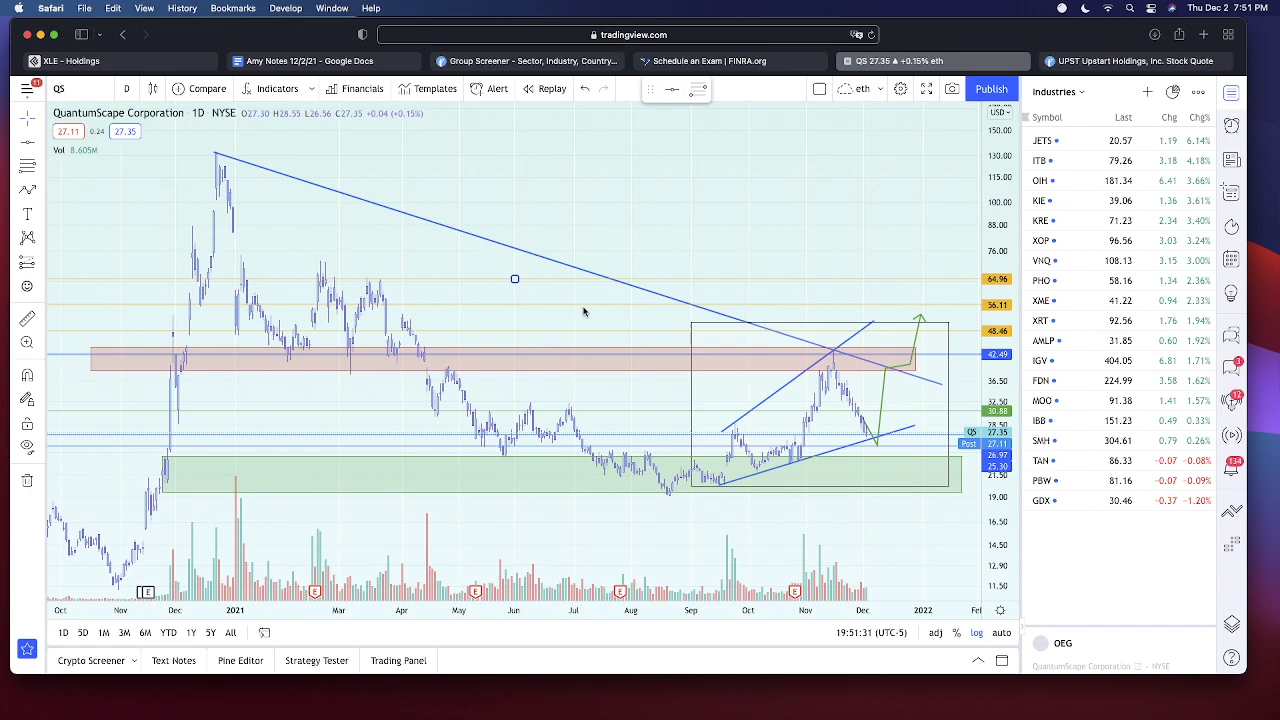 Safari File Edit View History Bookmarks Develop Window Help Thu Dec 2 7:51 PM
tradingview.com
XLE – Holdings Amy Notes 12/2/21 - Google Docs Group Screener - Sector, Industry, Country... Schedule an Exam | FINRA.org QS 27.35 ▲ +0.15% eth UPST Upstart Holdings, Inc. Stock Quote
11 QS D Compare Indicators Financials Templates Alert Replay eth Publish
QuantumScape Corporation · 1D · NYSE O27.30 H28.55 L26.56 C27.35 +0.04 (+0.15%)
27.11 0.24 27.35
Vol 8.605M
USD
150.00
130.00
115.00
100.00
88.00
76.00
64.96
56.11
48.46
42.49
36.50
32.50
30.88
28.50
QS 27.35
Post 27.11
26.97
25.30
21.50
19.00
16.50
14.50
12.90
11.50
E E E E E
Oct Nov Dec 2021 Mar Apr May Jun Jul Aug Sep Oct Nov Dec 2022 Fel
1D 5D 1M 3M 6M YTD 1Y 5Y All 19:51:31 (UTC-5) adj % log auto
Crypto Screener Text Notes Pine Editor Strategy Tester Trading Panel
Industries
Symbol Last Chg Chg%
JETS 20.57 1.19 6.14%
ITB 79.26 3.18 4.18%
OIH 181.34 6.41 3.66%
KIE 39.06 1.36 3.61%
KRE 71.23 2.34 3.40%
XOP 96.56 3.03 3.24%
VNQ 108.13 3.15 3.00%
PHO 58.16 1.34 2.36%
XME 41.22 0.94 2.33%
XRT 92.56 1.76 1.94%
AMLP 31.85 0.60 1.92%
IGV 404.05 6.81 1.71%
FDN 224.99 3.58 1.62%
MOO 91.38 1.41 1.57%
IBB 151.23 0.49 0.33%
SMH 304.61 0.79 0.26%
TAN 86.33 -0.07 -0.08%
PBW 81.16 -0.07 -0.09%
GDX 30.46 -0.37 -1.20%
3
12
134
OEG
QuantumScape Corporation · NYSE